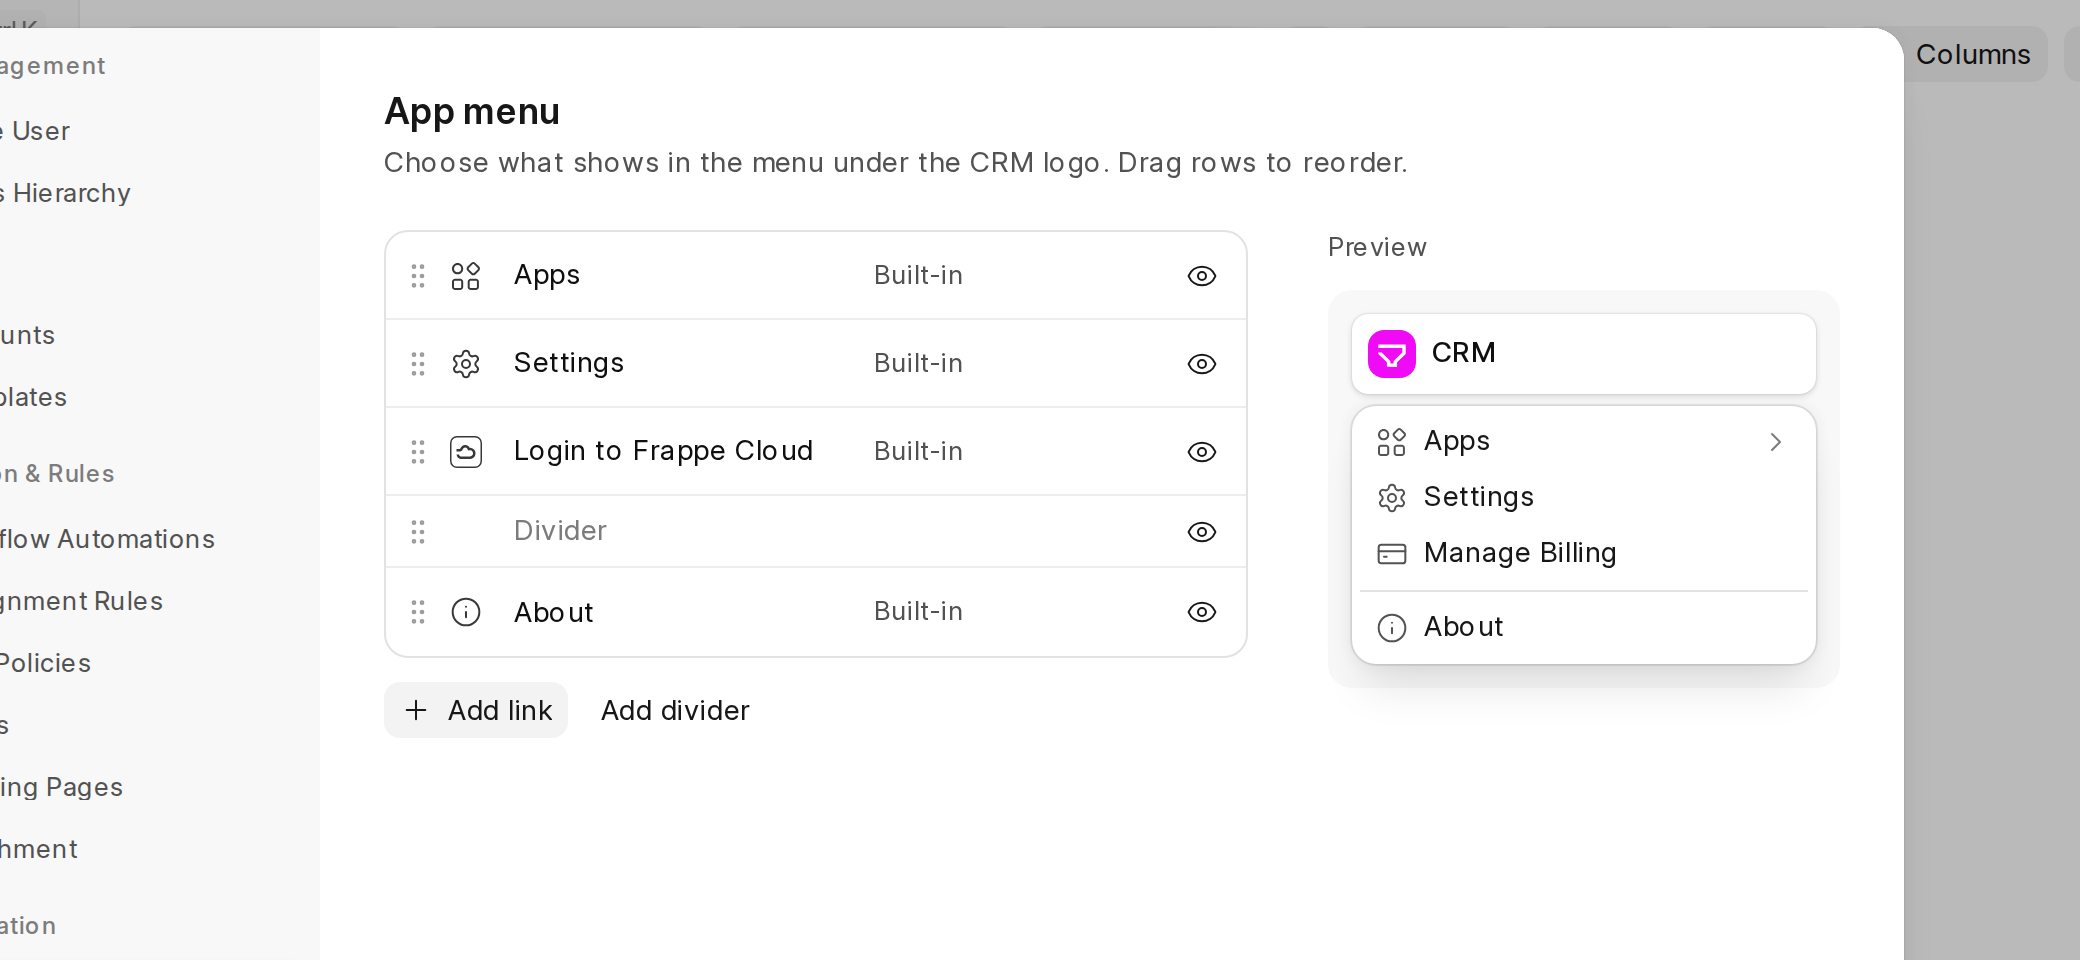 Columns
agement
User
Hierarchy
unts
plates
on & Rules
flow Automations
gnment Rules
Policies
s
ing Pages
hment
ation
App menu
Choose what shows in the menu under the CRM logo. Drag rows to reorder.
Apps Built-in
Settings Built-in
Login to Frappe Cloud Built-in
Divider
About Built-in
Add link Add divider
Preview
CRM
Apps
Settings
Manage Billing
About